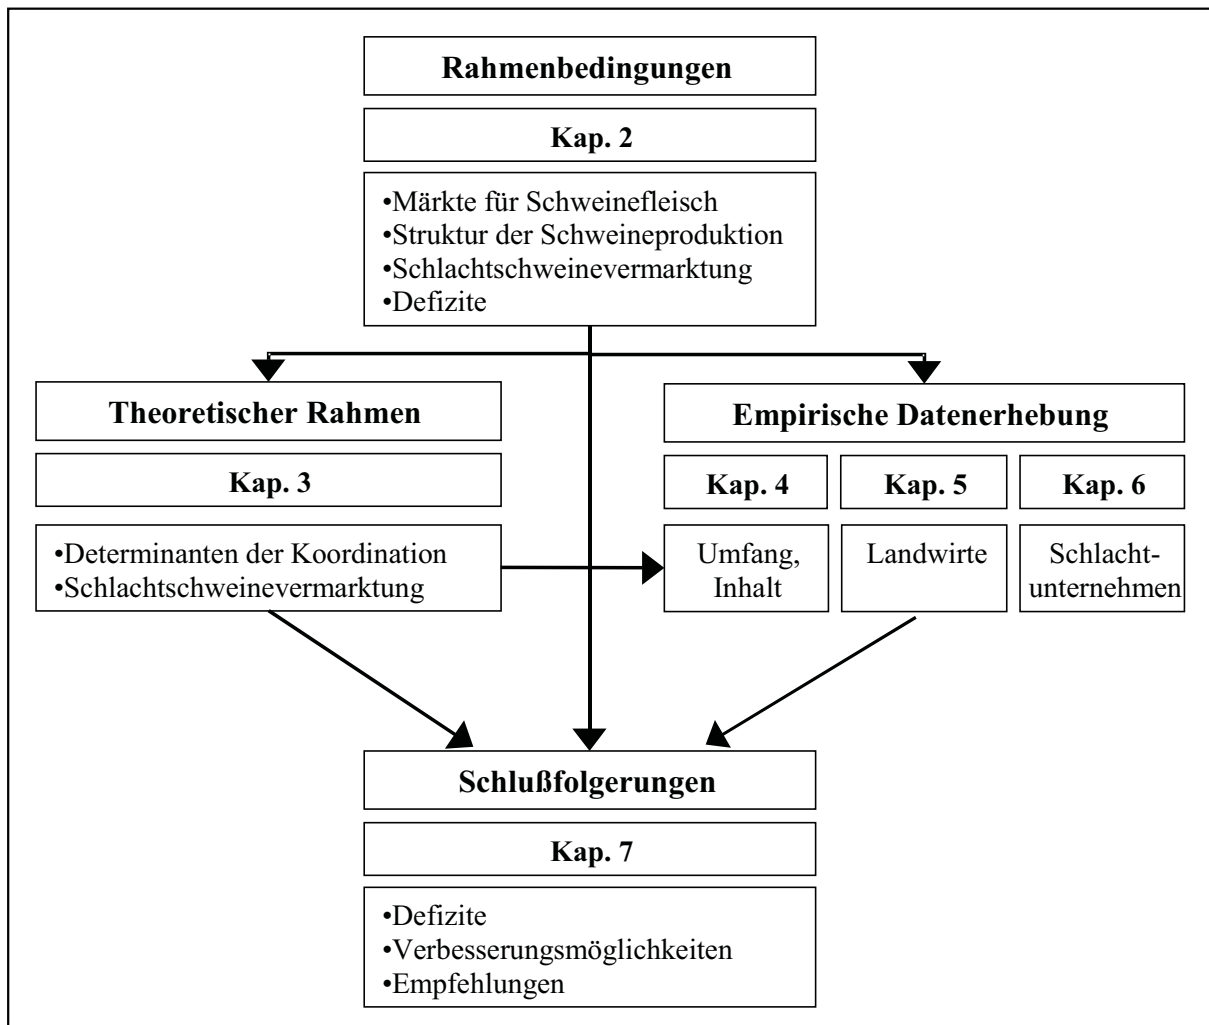 Rahmenbedingungen
Kap. 2
•Märkte für Schweinefleisch
•Struktur der Schweineproduktion
•Schlachtschweinevermarktung
•Defizite
Theoretischer Rahmen
Kap. 3
•Determinanten der Koordination
•Schlachtschweinevermarktung
Empirische Datenerhebung
Kap. 4
Umfang,
Inhalt
Kap. 5
Landwirte
Kap. 6
Schlacht-
unternehmen
Schlußfolgerungen
Kap. 7
•Defizite
•Verbesserungsmöglichkeiten
•Empfehlungen